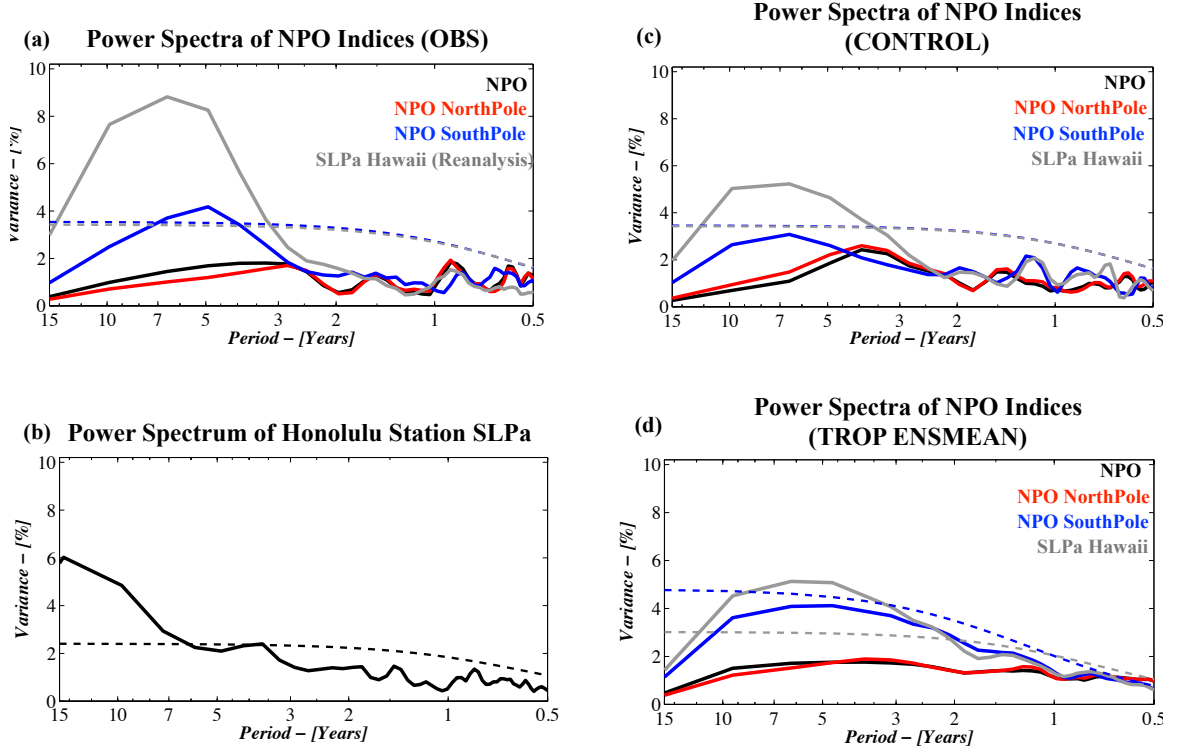 (a) Power Spectra of NPO Indices (OBS)
10
8
6
4
2
0
Variance – [%]
NPO
NPO NorthPole
NPO SouthPole
SLPa Hawaii (Reanalysis)
15 10 7 5 3 2 1 0.5
Period – [Years]
(b) Power Spectrum of Honolulu Station SLPa
10
8
6
4
2
0
Variance – [%]
15 10 7 5 3 2 1 0.5
Period – [Years]
(c) Power Spectra of NPO Indices
(CONTROL)
10
8
6
4
2
0
Variance – [%]
NPO
NPO NorthPole
NPO SouthPole
SLPa Hawaii
15 10 7 5 3 2 1 0.5
Period – [Years]
(d) Power Spectra of NPO Indices
(TROP ENSMEAN)
10
8
6
4
2
0
Variance – [%]
NPO
NPO NorthPole
NPO SouthPole
SLPa Hawaii
15 10 7 5 3 2 1 0.5
Period – [Years]